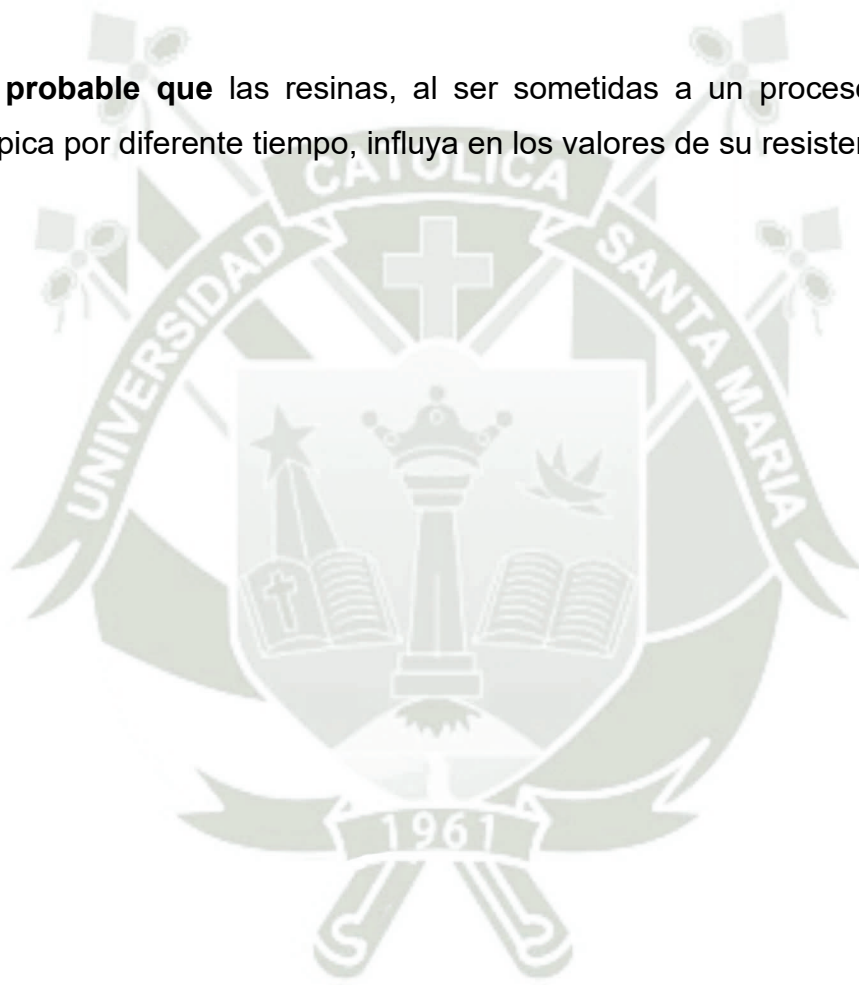 probable que las resinas, al ser sometidas a un proceso
pica por diferente tiempo, influya en los valores de su resisten
UNIVERSIDAD CATOLICA SANTA MARIA
1961